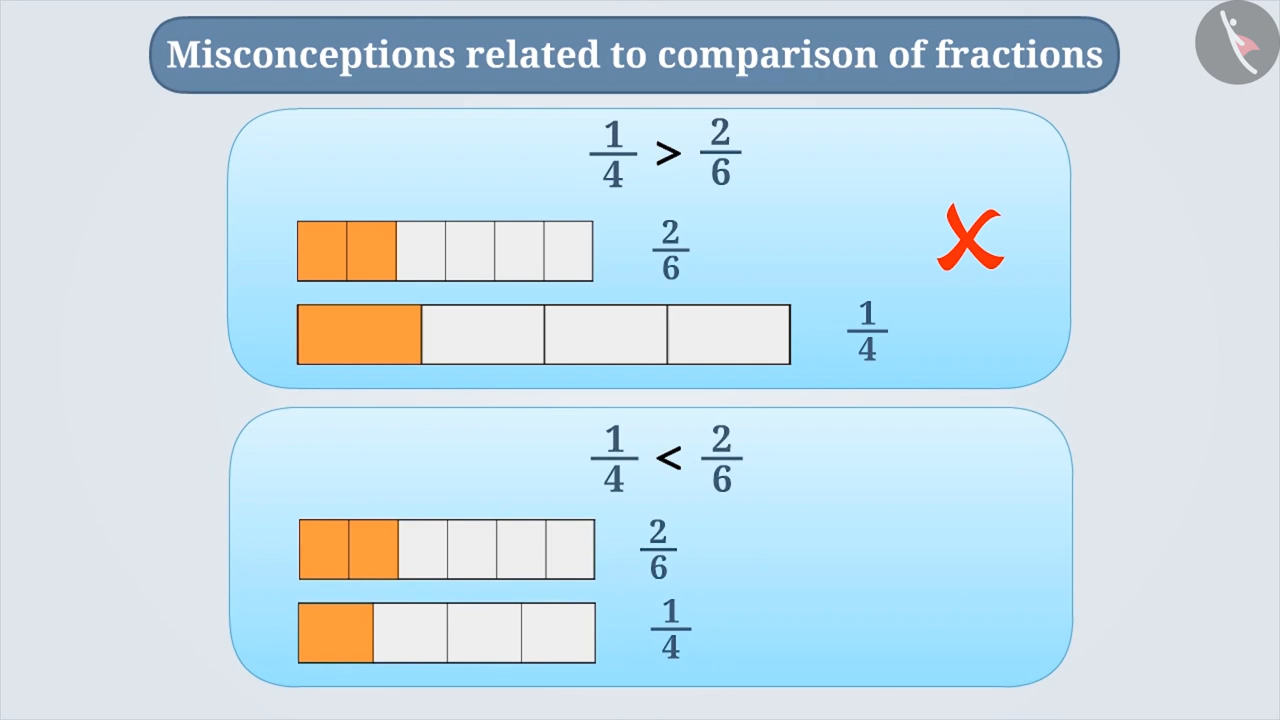 Misconceptions related to comparison of fractions
1/4 > 2/6
2/6
1/4
1/4 < 2/6
2/6
1/4